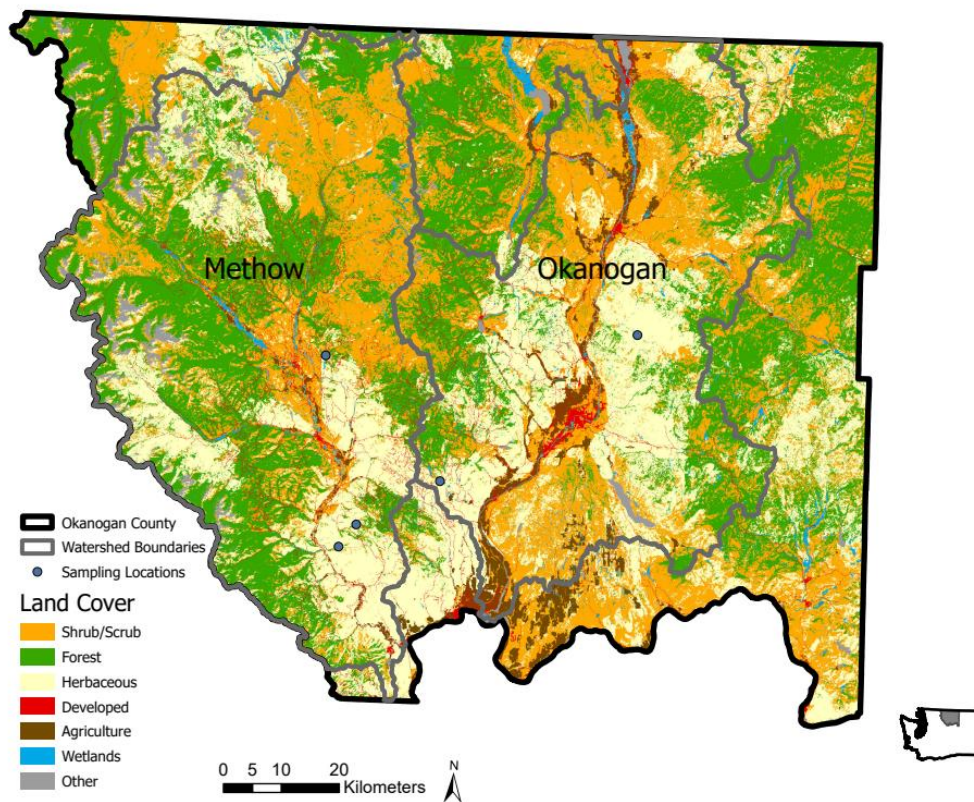 Methow
Okanogan
Okanogan County
Watershed Boundaries
Sampling Locations
Land Cover
Shrub/Scrub
Forest
Herbaceous
Developed
Agriculture
Wetlands
Other
0 5 10 20
Kilometers
N